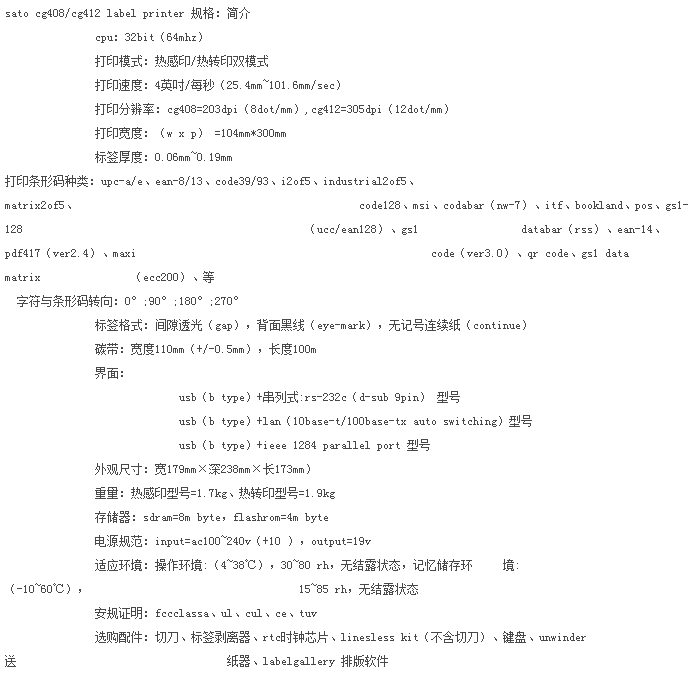 sato cg408/cg412 label printer 规格：简介
cpu：32bit（64mhz）
打印模式：热感印/热转印双模式
打印速度：4英吋/每秒（25.4mm~101.6mm/sec）
打印分辨率：cg408=203dpi（8dot/mm）,cg412=305dpi（12dot/mm）
打印宽度：（w x p） =104mm*300mm
标签厚度：0.06mm~0.19mm
打印条形码种类：upc-a/e、ean-8/13、code39/93、i2of5、industrial2of5、
matrix2of5、 code128、msi、codabar（nw-7）、itf、bookland、pos、gs1-
128 （ucc/ean128）、gs1 databar（rss）、ean-14、
pdf417（ver2.4）、maxi code（ver3.0）、qr code、gs1 data
matrix （ecc200）、等
字符与条形码转向：0°;90°;180°;270°
标签格式：间隙透光（gap），背面黑线（eye-mark），无记号连续纸（continue）
碳带：宽度110mm（+/-0.5mm），长度100m
界面：
usb（b type）+串列式:rs-232c（d-sub 9pin） 型号
usb（b type）+lan（10base-t/100base-tx auto switching）型号
usb（b type）+ieee 1284 parallel port 型号
外观尺寸：宽179mm×深238mm×长173mm）
重量：热感印型号=1.7kg、热转印型号=1.9kg
存储器：sdram=8m byte，flashrom=4m byte
电源规范：input=ac100~240v（+10 ），output=19v
适应环境：操作环境:（4~38℃），30~80 rh，无结露状态，记忆储存环 境:
（-10~60℃）， 15~85 rh，无结露状态
安规证明：fccclassa、ul、cul、ce、tuv
选购配件：切刀、标签剥离器、rtc时钟芯片、linesless kit（不含切刀）、键盘、unwinder
送 纸器、labelgallery 排版软件